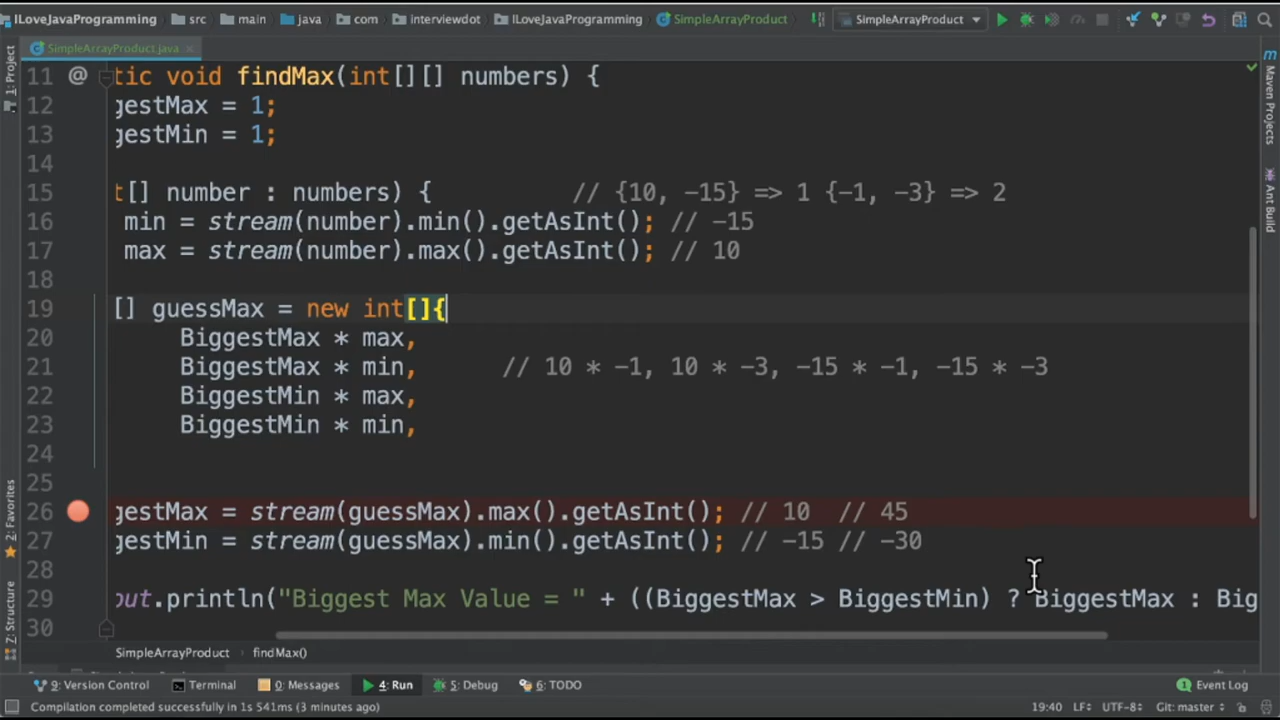 ILoveJavaProgramming src main java com interviewdot ILoveJavaProgramming SimpleArrayProduct SimpleArrayProduct
SimpleArrayProduct.java
1: Project
2: Favorites
7: Structure
Maven Projects
Ant Build
11 @ tic void findMax(int[][] numbers) {
12 gestMax = 1;
13 gestMin = 1;
14
15 t[] number : numbers) { // {10, -15} => 1 {-1, -3} => 2
16 min = stream(number).min().getAsInt(); // -15
17 max = stream(number).max().getAsInt(); // 10
18
19 [] guessMax = new int[]{
20 BiggestMax * max,
21 BiggestMax * min, // 10 * -1, 10 * -3, -15 * -1, -15 * -3
22 BiggestMin * max,
23 BiggestMin * min,
24
25
26 gestMax = stream(guessMax).max().getAsInt(); // 10 // 45
27 gestMin = stream(guessMax).min().getAsInt(); // -15 // -30
28
29 out.println("Biggest Max Value = " + ((BiggestMax > BiggestMin) ? BiggestMax : Big
30
SimpleArrayProduct findMax()
9: Version Control Terminal 0: Messages 4: Run 5: Debug 6: TODO Event Log
Compilation completed successfully in 1s 541ms (3 minutes ago) 19:40 LF UTF-8 Git: master